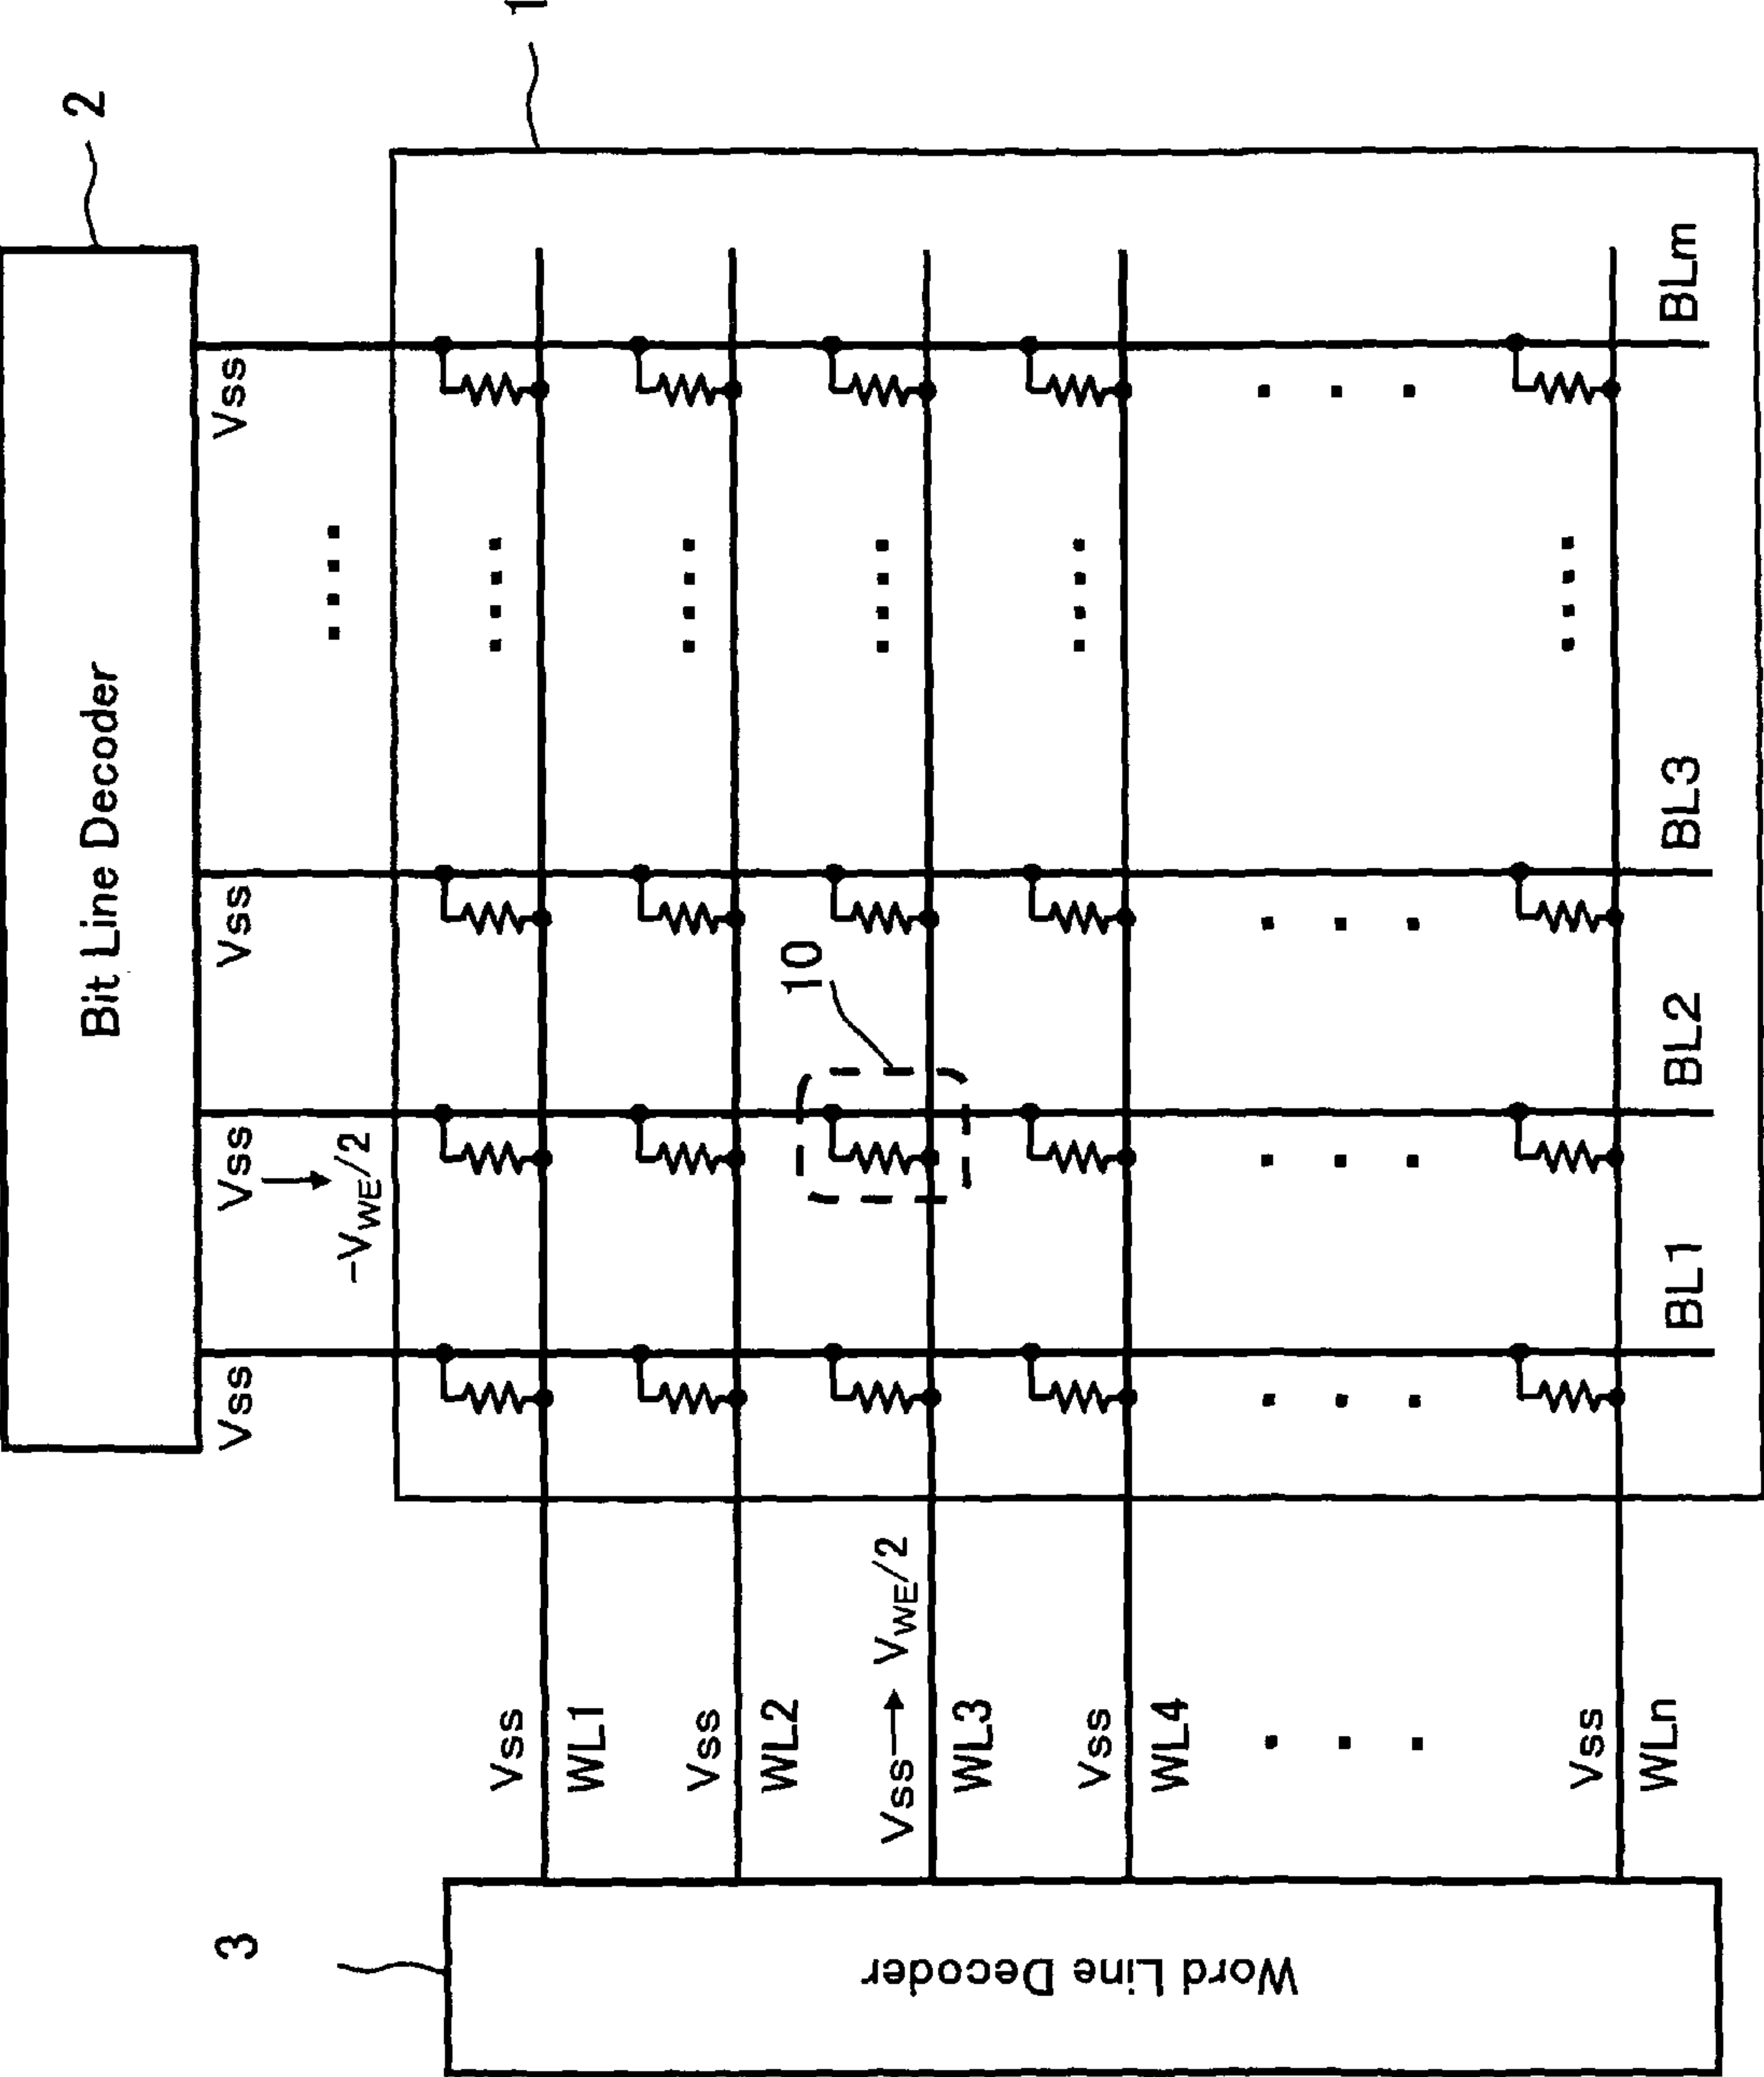 2
Bit Line Decoder
1
Vss
Vss
Vss
Vss
-VWE/2
10
3
Word Line Decoder
Vss
WL1
Vss
WL2
Vss → VWE/2
WL3
Vss
WL4
Vss
WLn
BL1
BL2
BL3
BLm